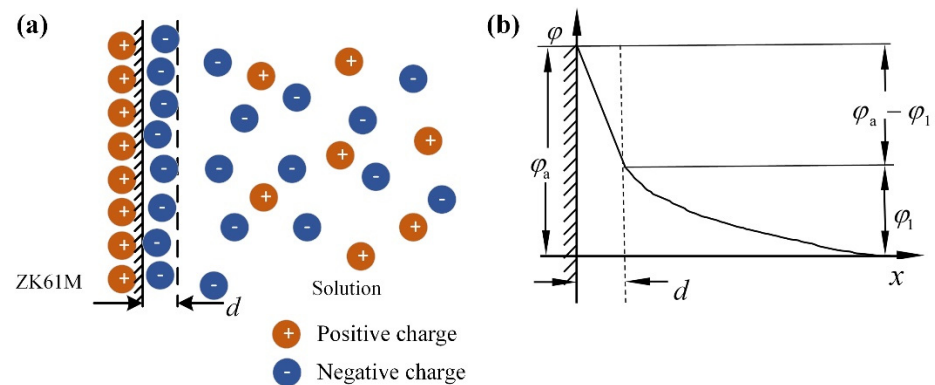 (a)
+
-
ZK61M
d
Solution
+ Positive charge
- Negative charge
(b)
φ
φₐ
φₐ − φ₁
φ₁
d
x